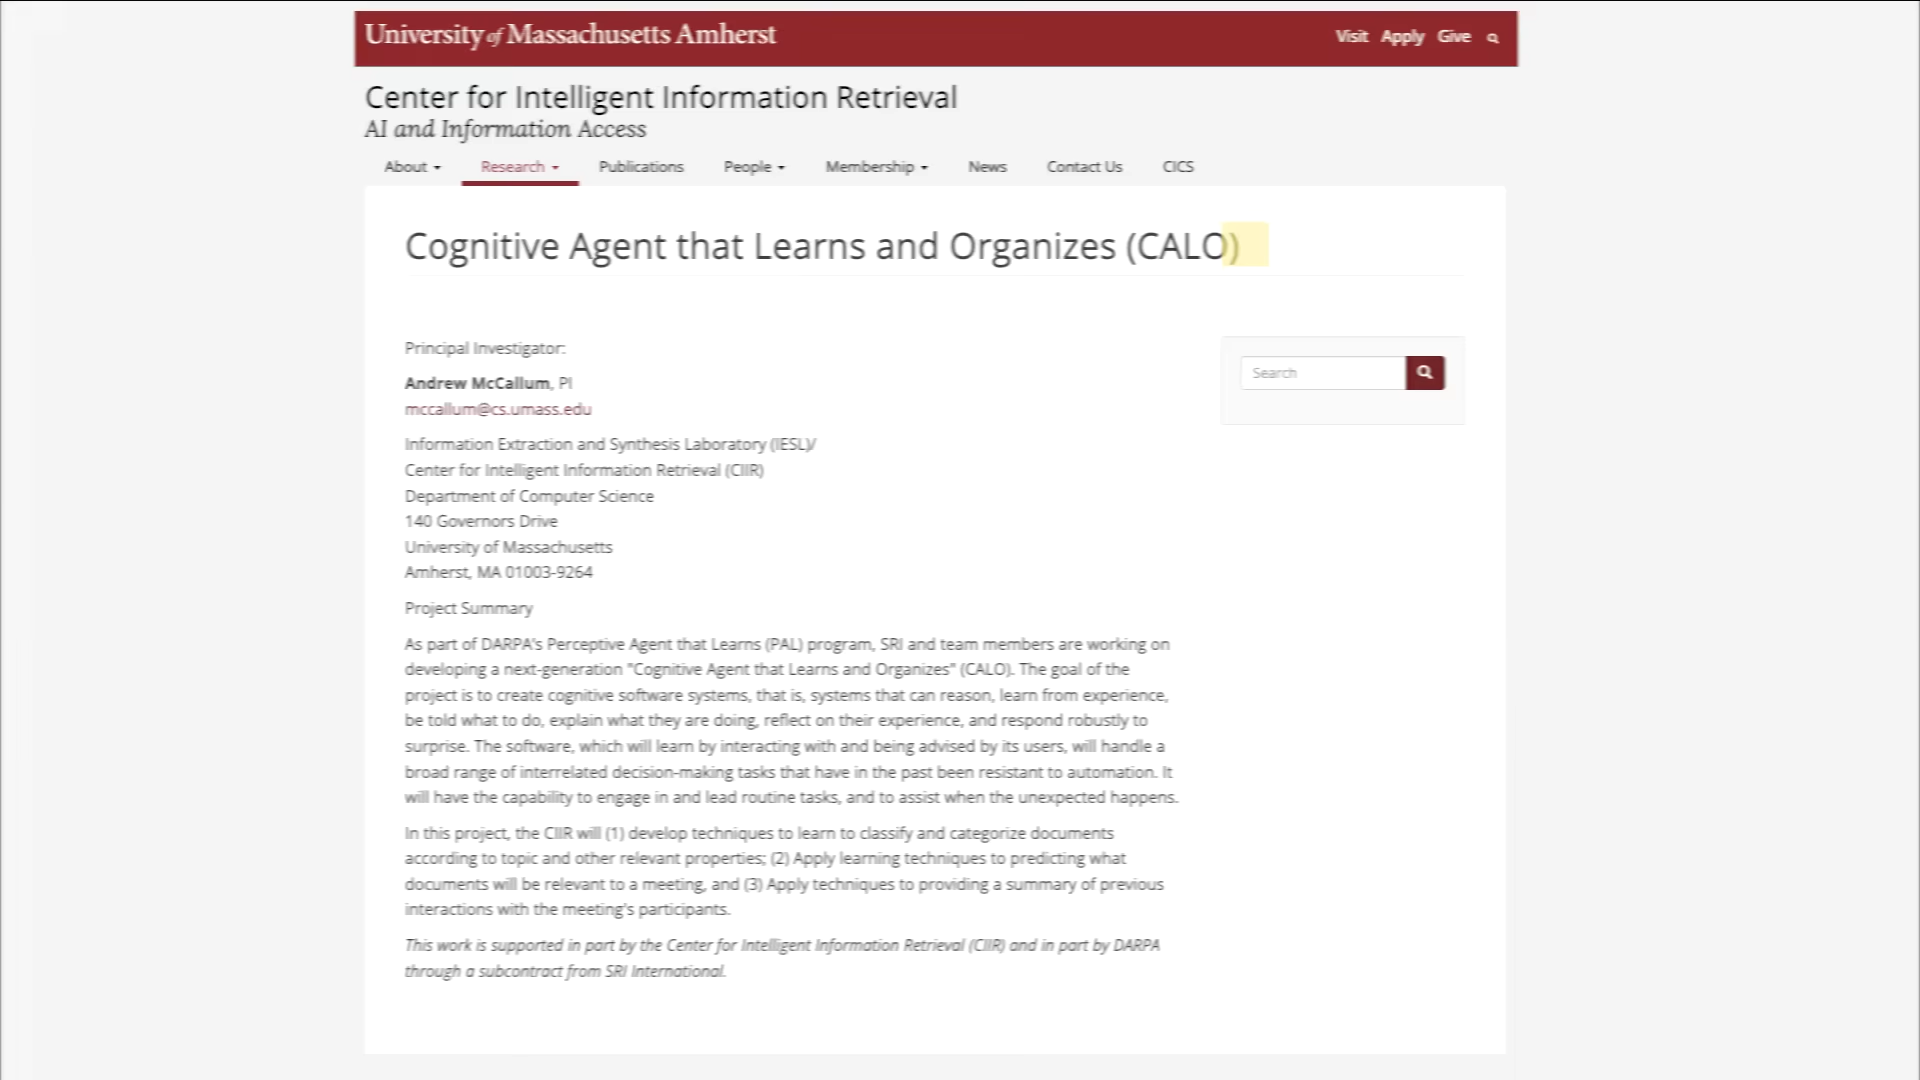 University of Massachusetts Amherst
Visit Apply Give
Center for Intelligent Information Retrieval
AI and Information Access
About Research Publications People Membership News Contact Us CICS
Cognitive Agent that Learns and Organizes (CALO)
Principal Investigator:
Search
Andrew McCallum, PI
mccallum@cs.umass.edu
Information Extraction and Synthesis Laboratory (IESL)/
Center for Intelligent Information Retrieval (CIIR)
Department of Computer Science
140 Governors Drive
University of Massachusetts
Amherst, MA 01003-9264
Project Summary
As part of DARPA's Perceptive Agent that Learns (PAL) program, SRI and team members are working on
developing a next-generation "Cognitive Agent that Learns and Organizes" (CALO). The goal of the
project is to create cognitive software systems, that is, systems that can reason, learn from experience,
be told what to do, explain what they are doing, reflect on their experience, and respond robustly to
surprise. The software, which will learn by interacting with and being advised by its users, will handle a
broad range of interrelated decision-making tasks that have in the past been resistant to automation. It
will have the capability to engage in and lead routine tasks, and to assist when the unexpected happens.
In this project, the CIIR will (1) develop techniques to learn to classify and categorize documents
according to topic and other relevant properties; (2) Apply learning techniques to predicting what
documents will be relevant to a meeting, and (3) Apply techniques to providing a summary of previous
interactions with the meeting's participants.
This work is supported in part by the Center for Intelligent Information Retrieval (CIIR) and in part by DARPA
through a subcontract from SRI International.